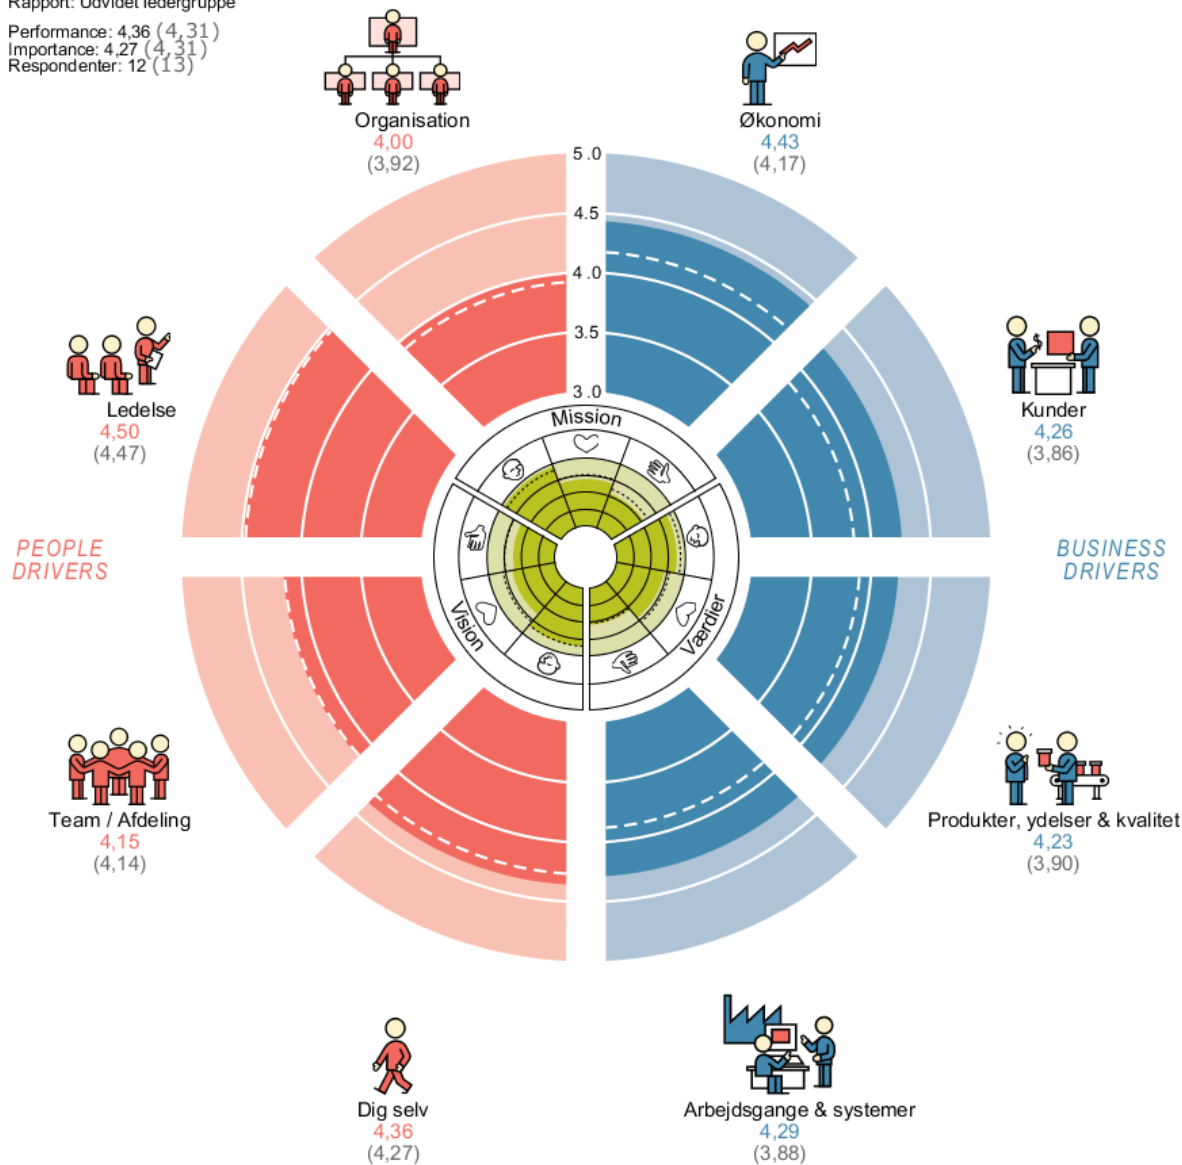 Rapport: Udvidet ledergruppe
Performance: 4,36 (4,31)
Importance: 4,27 (4,31)
Respondenter: 12 (13)
Organisation
4,00
(3,92)
Økonomi
4,43
(4,17)
5.0
4.5
4.0
3.5
3.0
Ledelse
4,50
(4,47)
Kunder
4,26
(3,86)
Mission
Vision
Værdier
PEOPLE
DRIVERS
BUSINESS
DRIVERS
Team / Afdeling
4,15
(4,14)
Produkter, ydelser & kvalitet
4,23
(3,90)
Dig selv
4,36
(4,27)
Arbejdsgange & systemer
4,29
(3,88)